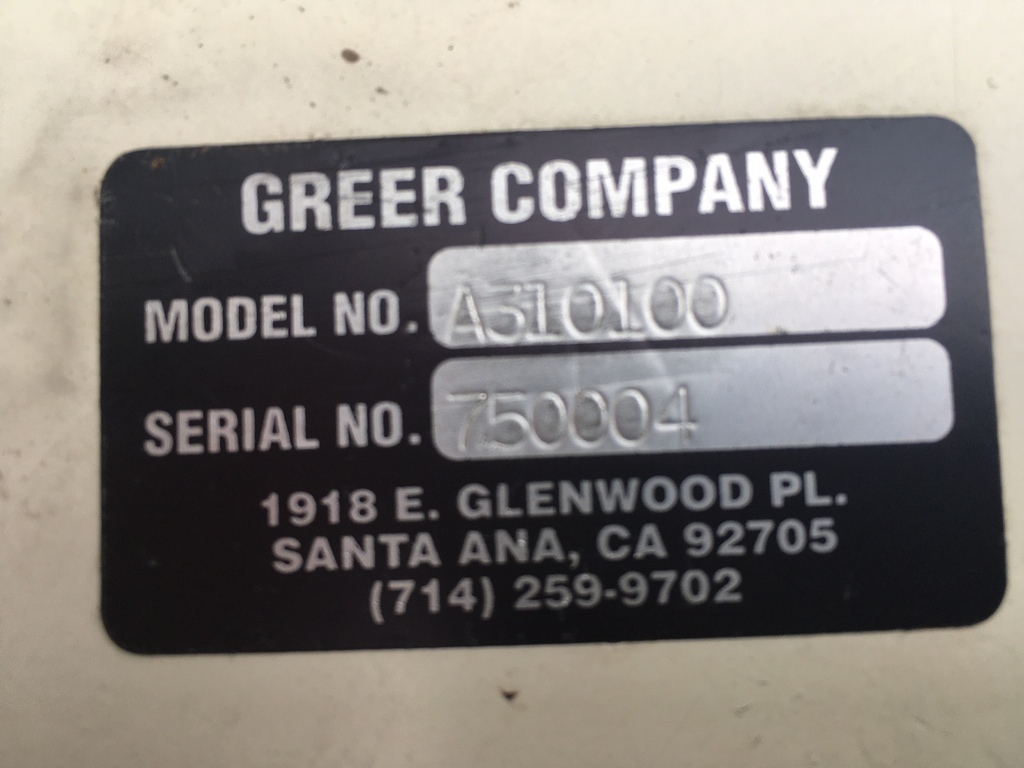 GREER COMPANY
MODEL NO. A310100
SERIAL NO. 750004
1918 E. GLENWOOD PL.
SANTA ANA, CA 92705
(714) 259-9702